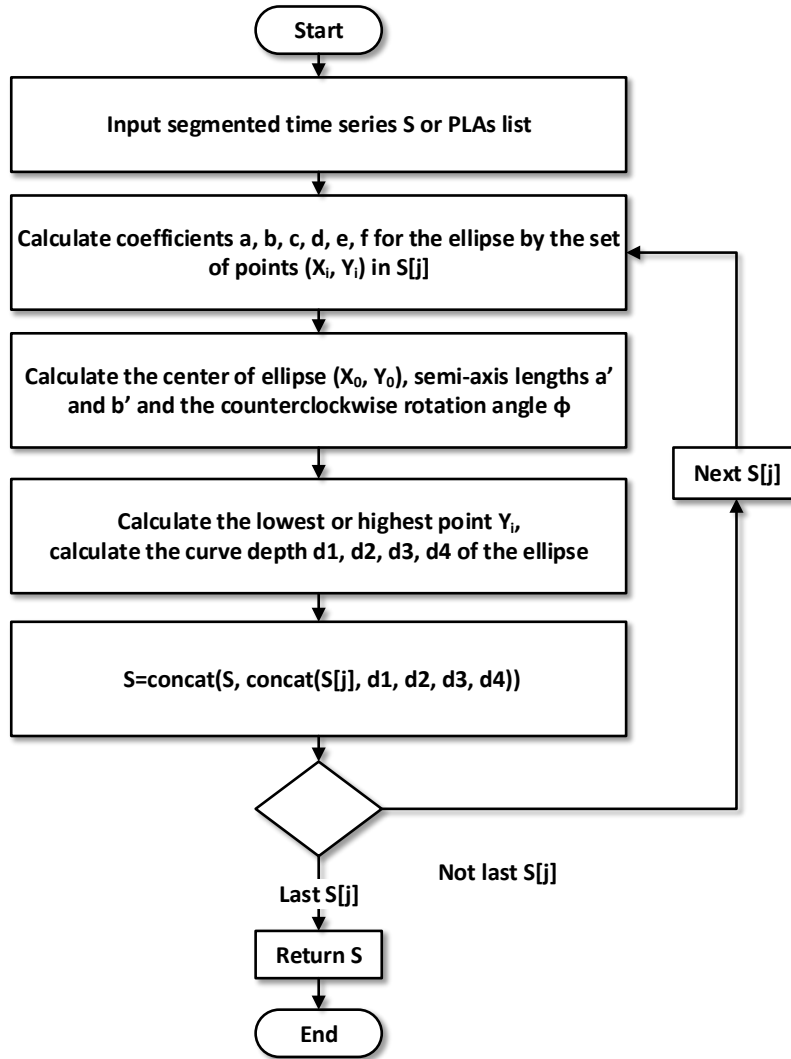 Start
Input segmented time series S or PLAs list
Calculate coefficients a, b, c, d, e, f for the ellipse by the set
of points (Xᵢ, Yᵢ) in S[j]
Calculate the center of ellipse (X₀, Y₀), semi-axis lengths a’
and b’ and the counterclockwise rotation angle ϕ
Next S[j]
Calculate the lowest or highest point Yᵢ,
calculate the curve depth d1, d2, d3, d4 of the ellipse
S=concat(S, concat(S[j], d1, d2, d3, d4))
Not last S[j]
Last S[j]
Return S
End